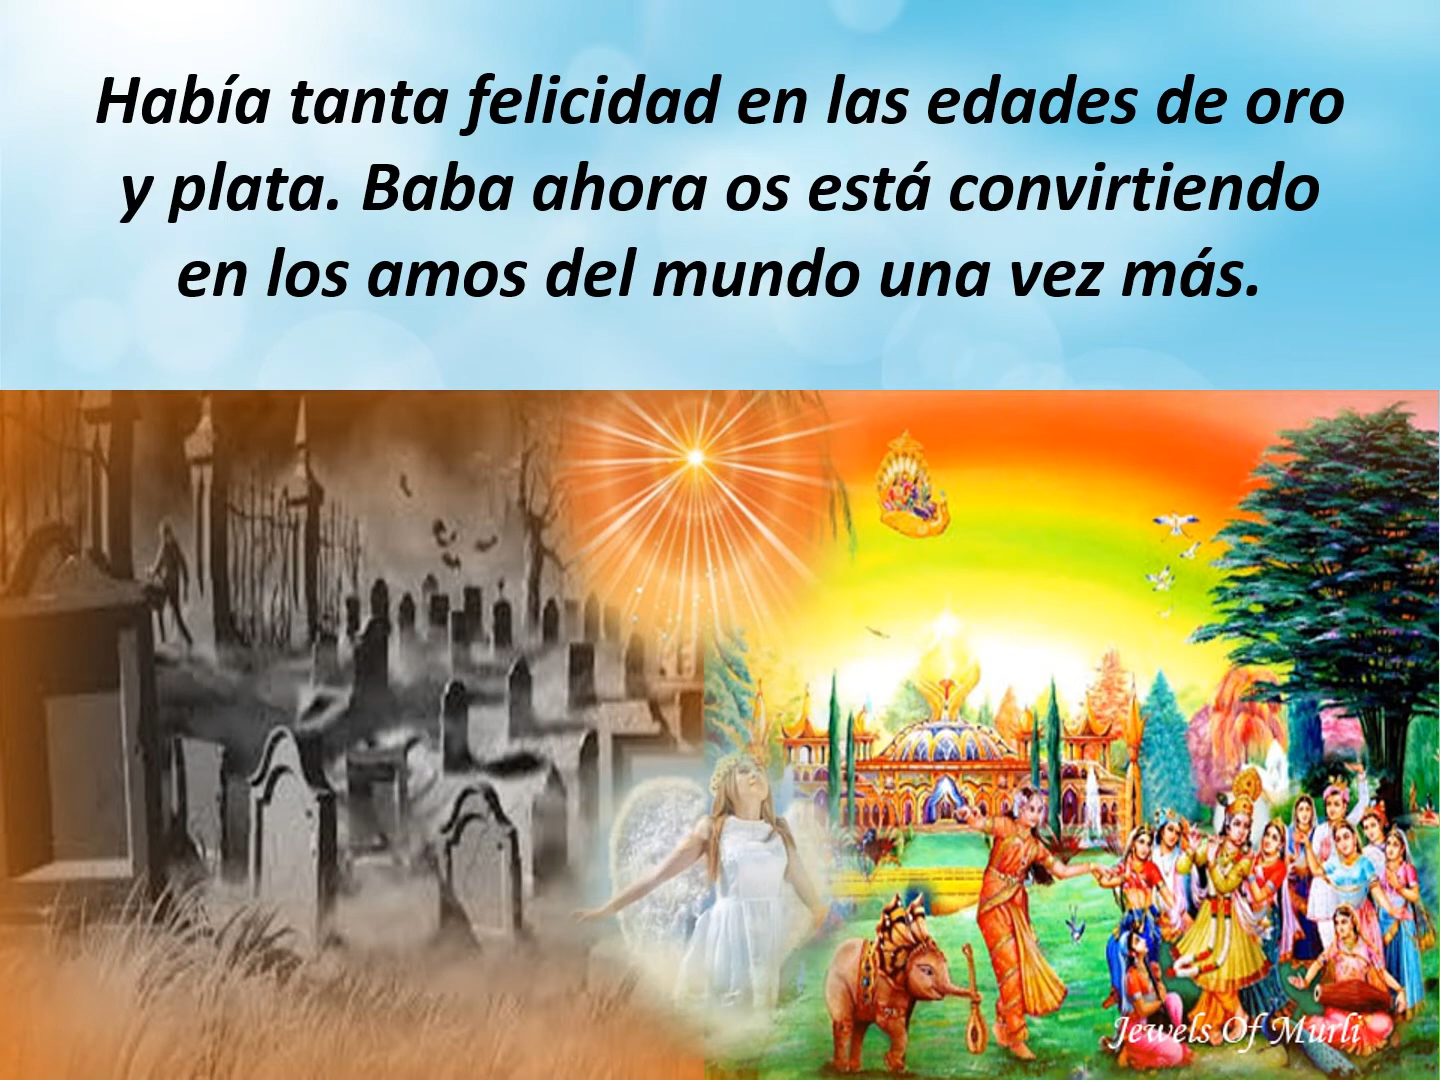 Había tanta felicidad en las edades de oro
y plata. Baba ahora os está convirtiendo
en los amos del mundo una vez más.
Jewels Of Murli